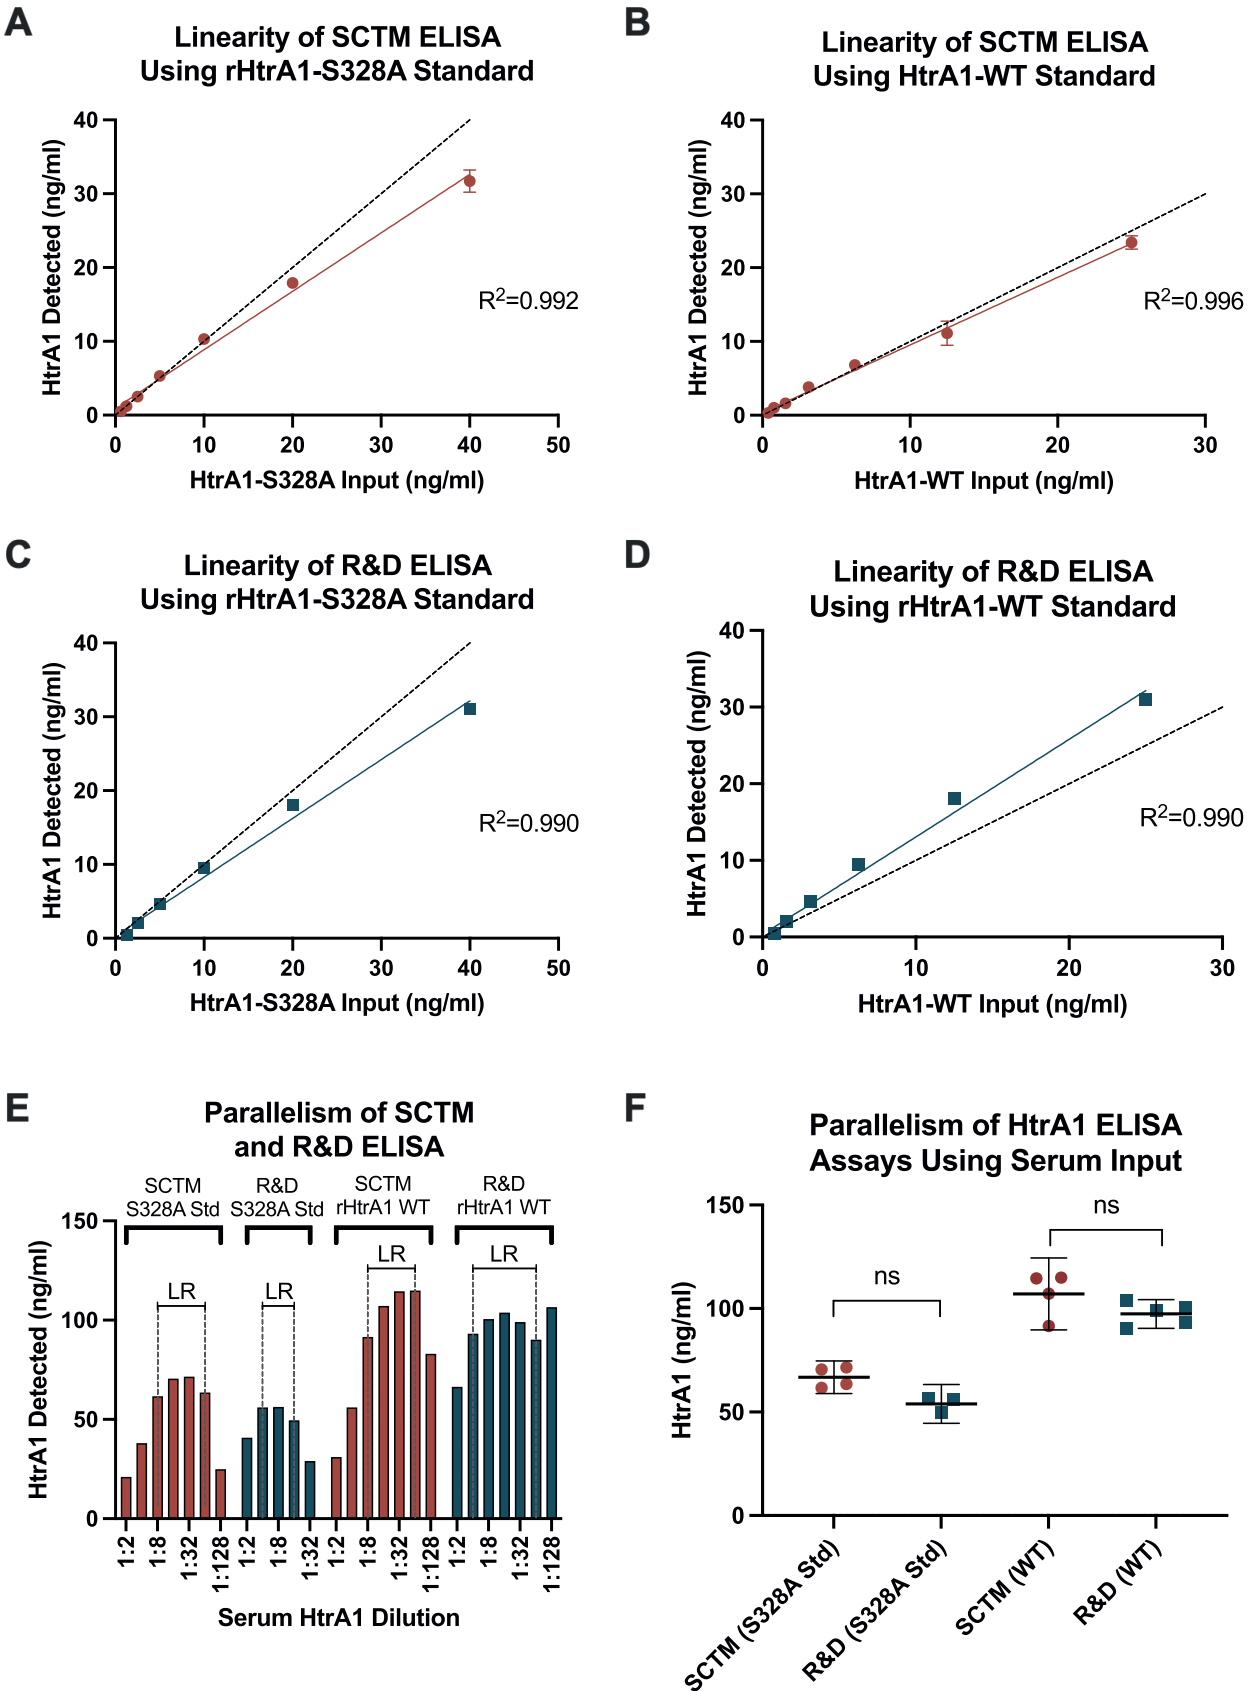 A
Linearity of SCTM ELISA
Using rHtrA1-S328A Standard
HtrA1 Detected (ng/ml)
40
30
20
10
0
R2=0.992
0 10 20 30 40 50
HtrA1-S328A Input (ng/ml)
B
Linearity of SCTM ELISA
Using HtrA1-WT Standard
HtrA1 Detected (ng/ml)
40
30
20
10
0
R2=0.996
0 10 20 30
HtrA1-WT Input (ng/ml)
C
Linearity of R&D ELISA
Using rHtrA1-S328A Standard
HtrA1 Detected (ng/ml)
40
30
20
10
0
R2=0.990
0 10 20 30 40 50
HtrA1-S328A Input (ng/ml)
D
Linearity of R&D ELISA
Using rHtrA1-WT Standard
HtrA1 Detected (ng/ml)
40
30
20
10
0
R2=0.990
0 10 20 30
HtrA1-WT Input (ng/ml)
E
Parallelism of SCTM
and R&D ELISA
SCTM
S328A Std
R&D
S328A Std
SCTM
rHtrA1 WT
R&D
rHtrA1 WT
LR
LR
LR
LR
HtrA1 Detected (ng/ml)
150
100
50
0
1:2 1:8 1:32 1:128 1:2 1:8 1:32 1:2 1:8 1:32 1:128 1:2 1:8 1:32 1:128
Serum HtrA1 Dilution
F
Parallelism of HtrA1 ELISA
Assays Using Serum Input
HtrA1 (ng/ml)
150
100
50
0
ns
ns
SCTM (S328A Std)
R&D (S328A Std)
SCTM (WT)
R&D (WT)